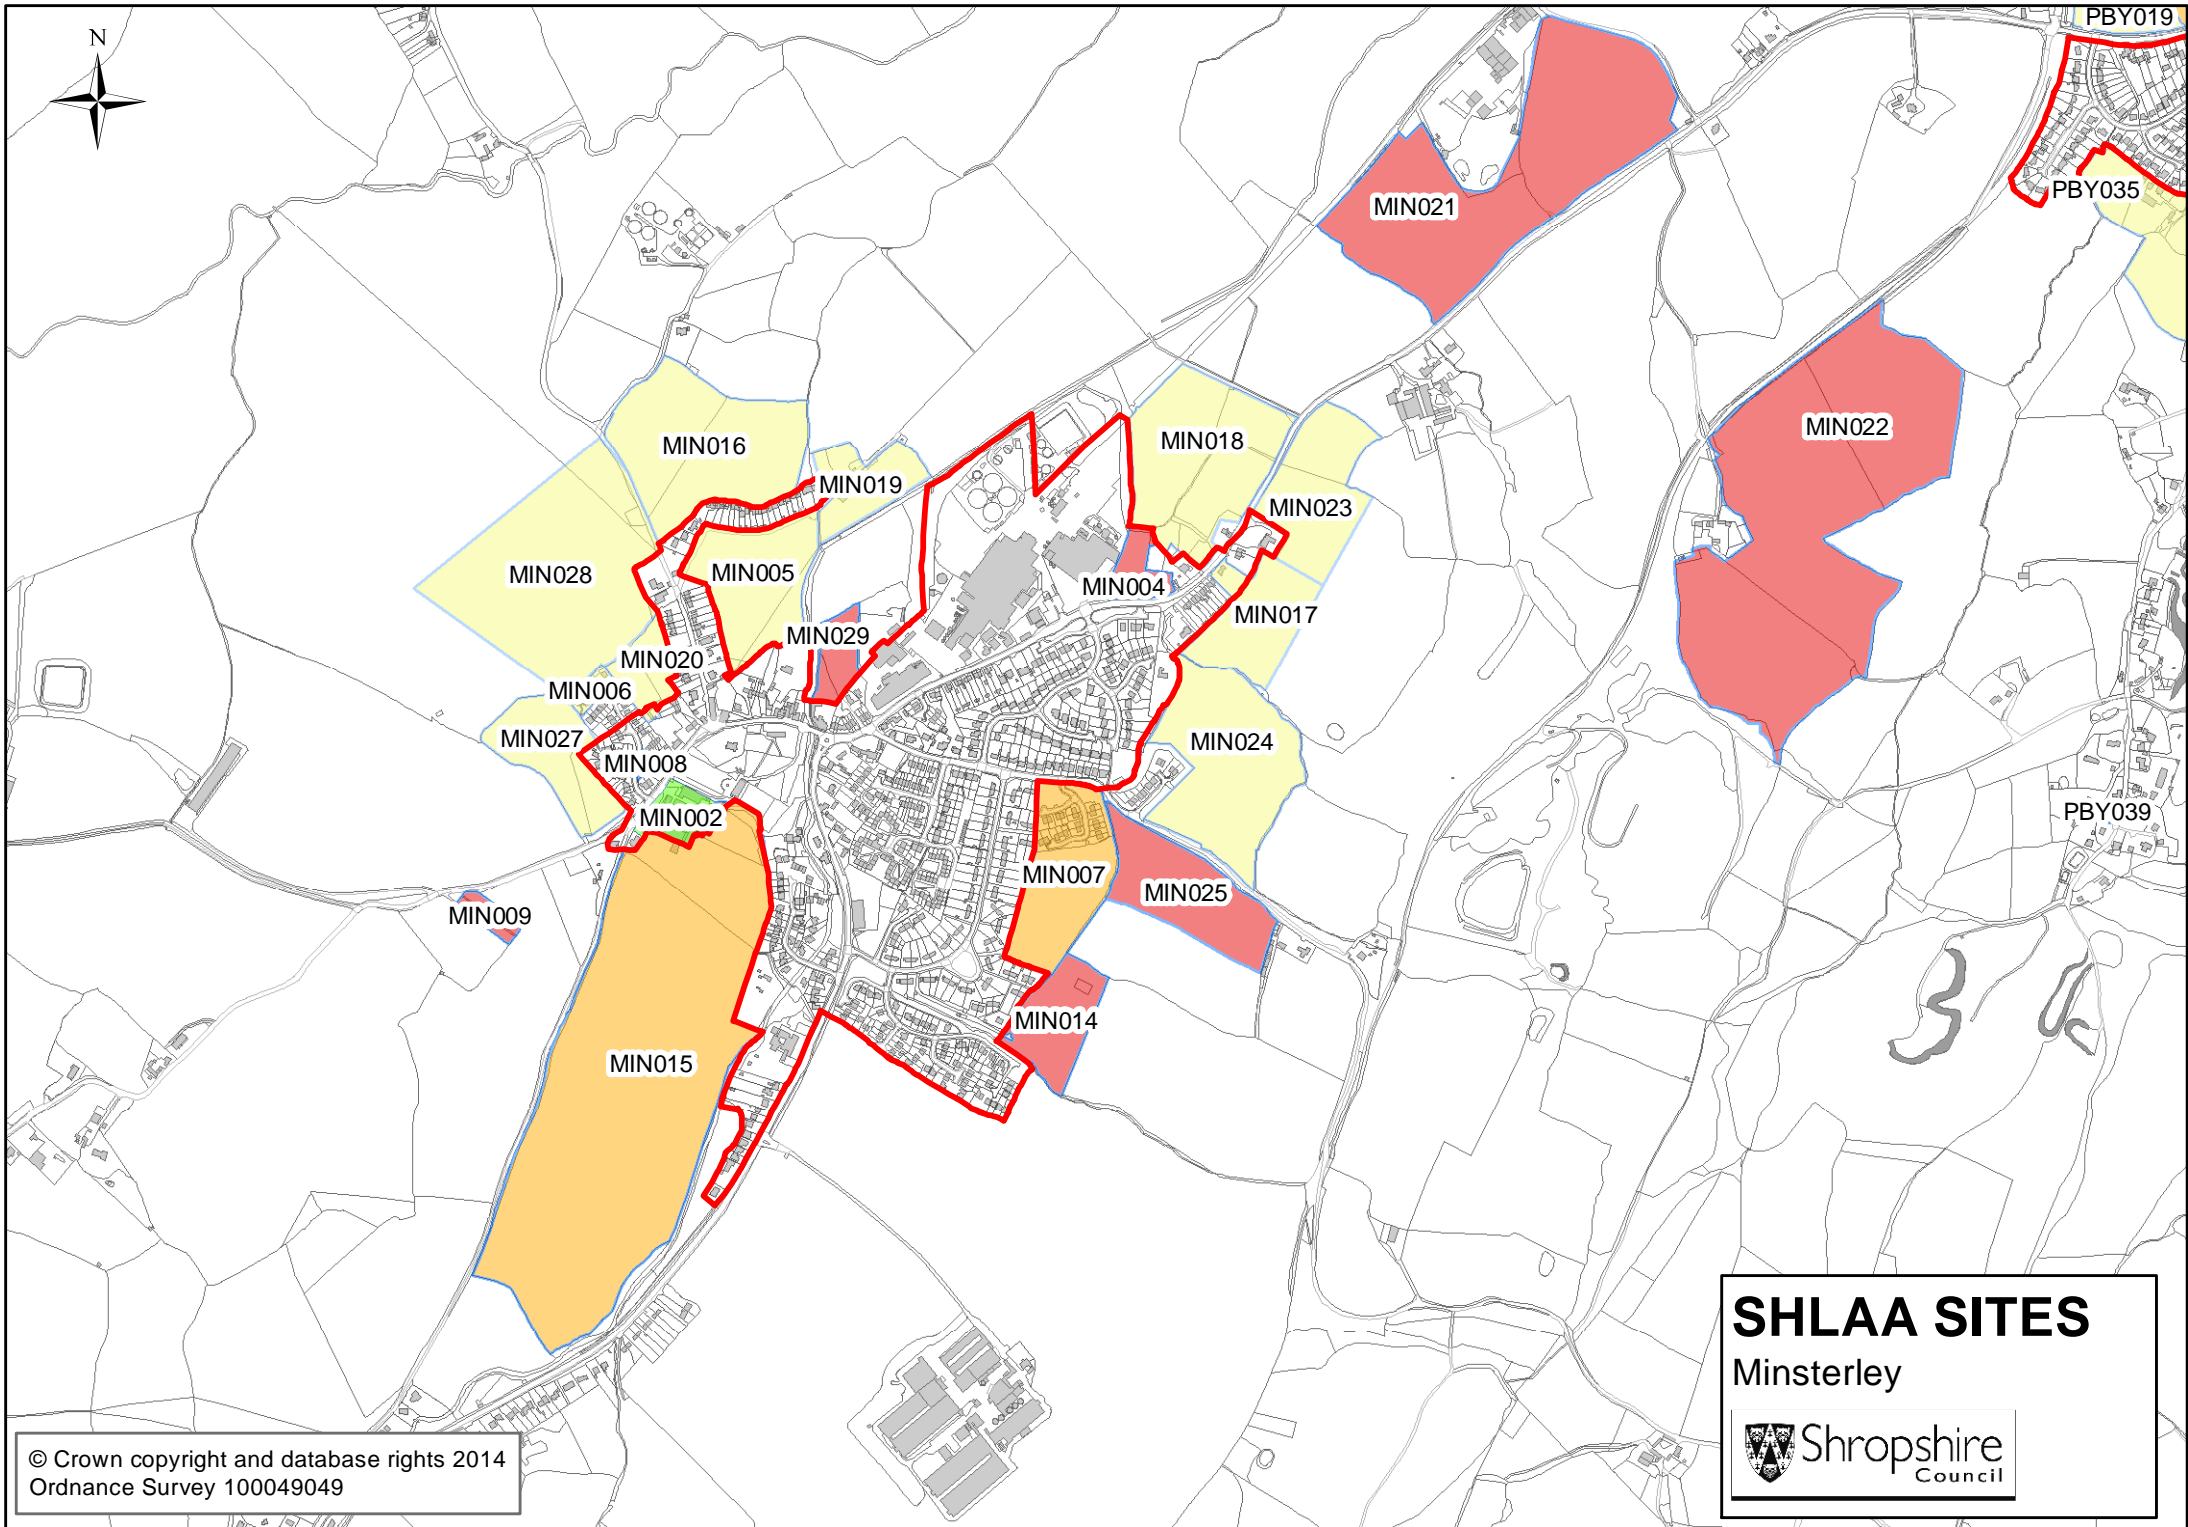 N
PBY019
PBY035
MIN021
MIN022
MIN016
MIN018
MIN019
MIN023
MIN028
MIN005
MIN004
MIN017
MIN029
MIN020
MIN006
MIN027
MIN024
MIN008
MIN002
PBY039
MIN007
MIN025
MIN009
MIN014
MIN015
SHLAA SITES
Minsterley
Shropshire
Council
© Crown copyright and database rights 2014
Ordnance Survey 100049049